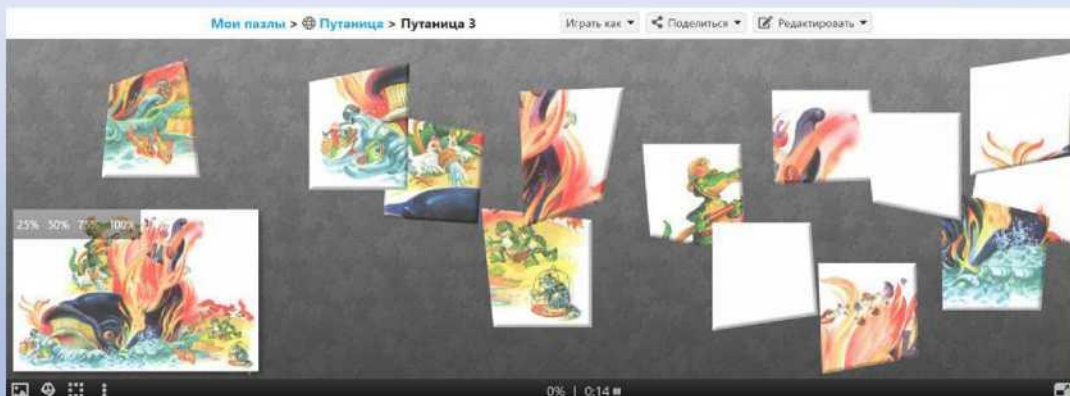 Мои пазлы > Путаница > Путаница 3
Играть как
Поделиться
Редактировать
25% 50% 100%
0% | 0:14